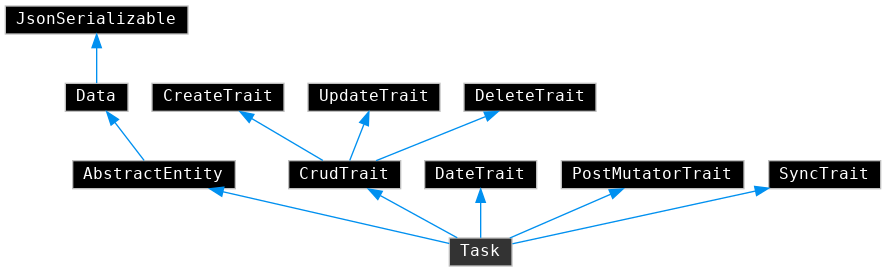 JsonSerializable
Data
CreateTrait
UpdateTrait
DeleteTrait
AbstractEntity
CrudTrait
DateTrait
PostMutatorTrait
SyncTrait
Task